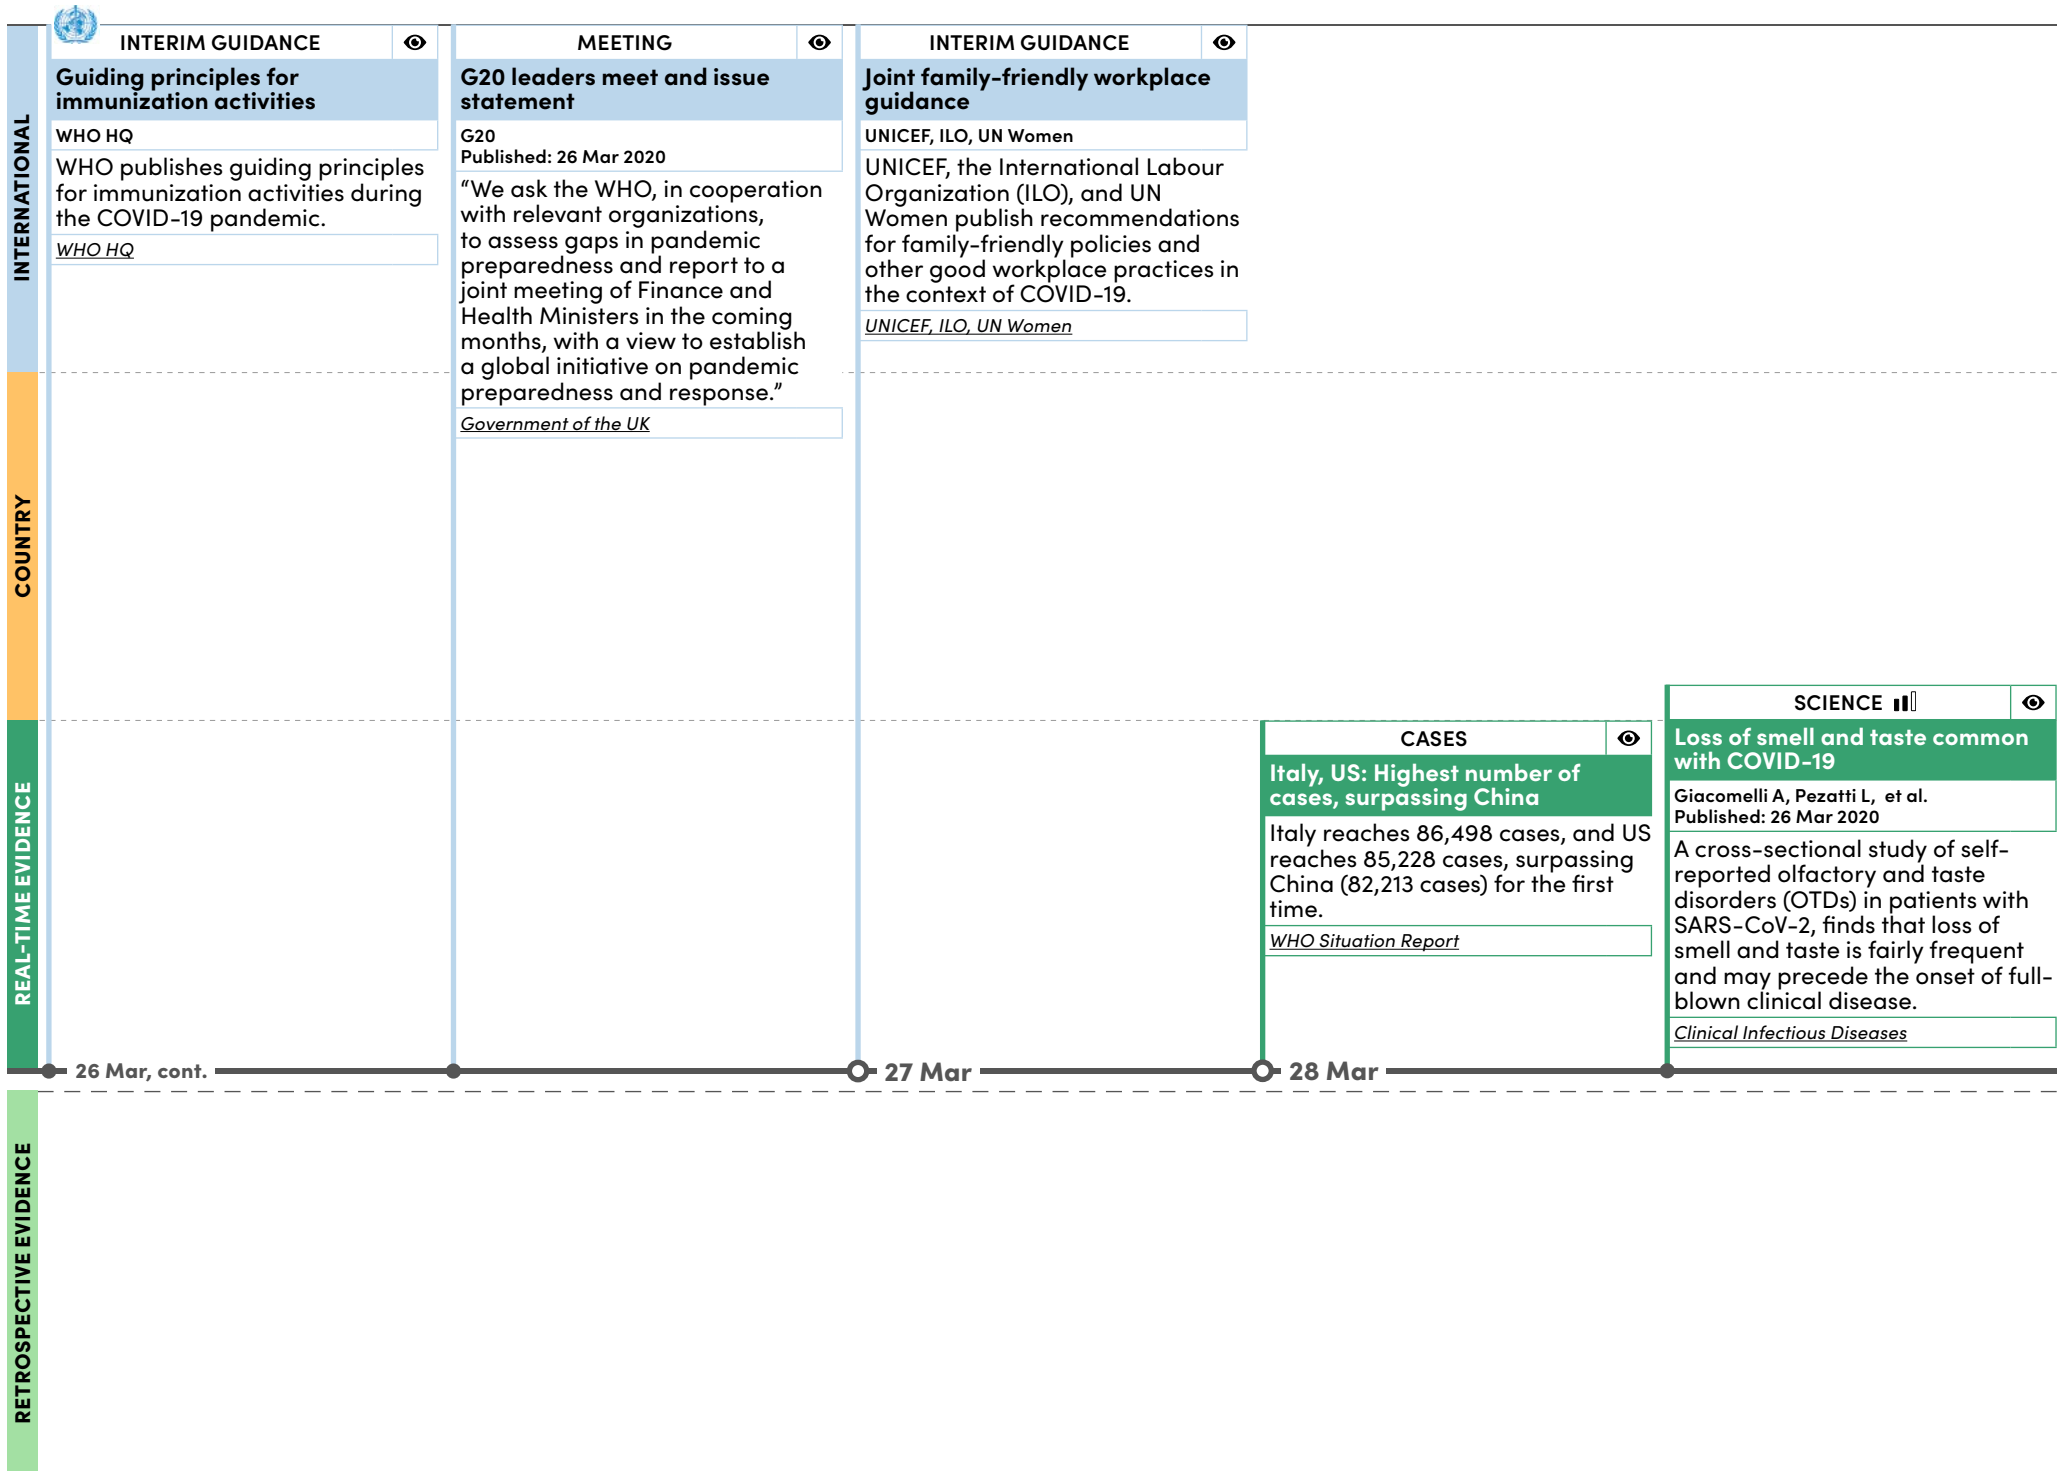 INTERNATIONAL
INTERIM GUIDANCE
Guiding principles for
immunization activities
WHO HQ
WHO publishes guiding principles
for immunization activities during
the COVID-19 pandemic.
WHO HQ
MEETING
G20 leaders meet and issue
statement
G20
Published: 26 Mar 2020
“We ask the WHO, in cooperation
with relevant organizations,
to assess gaps in pandemic
preparedness and report to a
joint meeting of Finance and
Health Ministers in the coming
months, with a view to establish
a global initiative on pandemic
preparedness and response.”
Government of the UK
INTERIM GUIDANCE
Joint family-friendly workplace
guidance
UNICEF, ILO, UN Women
UNICEF, the International Labour
Organization (ILO), and UN
Women publish recommendations
for family-friendly policies and
other good workplace practices in
the context of COVID-19.
UNICEF, ILO, UN Women
COUNTRY
REAL-TIME EVIDENCE
CASES
Italy, US: Highest number of
cases, surpassing China
Italy reaches 86,498 cases, and US
reaches 85,228 cases, surpassing
China (82,213 cases) for the first
time.
WHO Situation Report
SCIENCE
Loss of smell and taste common
with COVID-19
Giacomelli A, Pezatti L, et al.
Published: 26 Mar 2020
A cross-sectional study of self-
reported olfactory and taste
disorders (OTDs) in patients with
SARS-CoV-2, finds that loss of
smell and taste is fairly frequent
and may precede the onset of full-
blown clinical disease.
Clinical Infectious Diseases
26 Mar, cont.
27 Mar
28 Mar
RETROSPECTIVE EVIDENCE